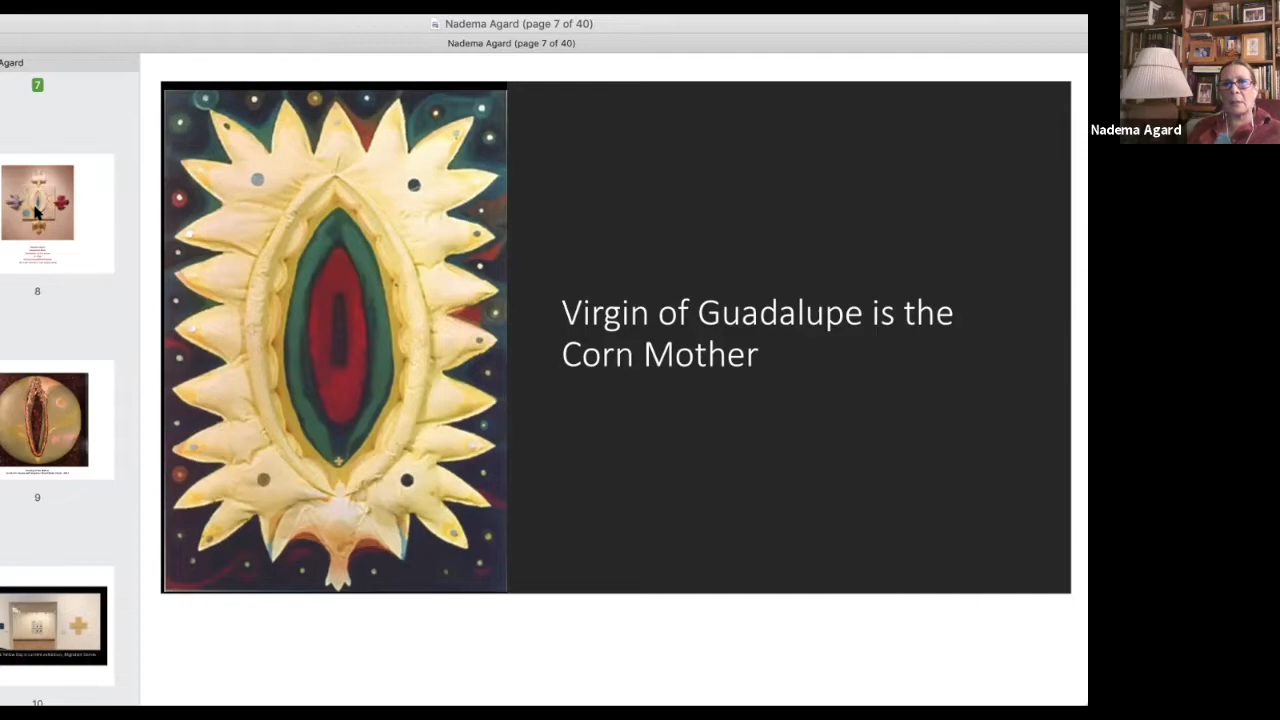 Nadema Agard (page 7 of 40)
Nadema Agard (page 7 of 40)
Agard
7
8
9
10
Virgin of Guadalupe is the
Corn Mother
Nadema Agard